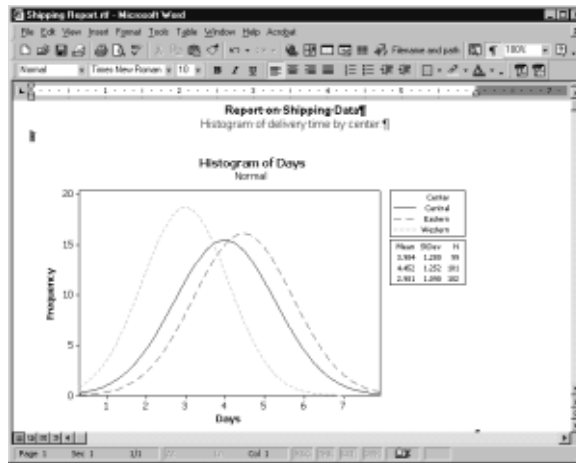 Shipping Report.rtf - Microsoft Word
File Edit View Insert Format Tools Table Window Help Acrobat
Filename and path 100%
Normal Times New Roman 10 B I U
Report on Shipping Data¶
Histogram of delivery time by center ¶
Histogram of Days
Normal
20
15
10
5
0
Frequency
1 2 3 4 5 6 7
Days
Center
Central
Eastern
Western
Mean StDev N
3.984 1.280 99
4.452 1.252 101
2.981 1.090 102
Page 1 Sec 1 1/1 Col 1